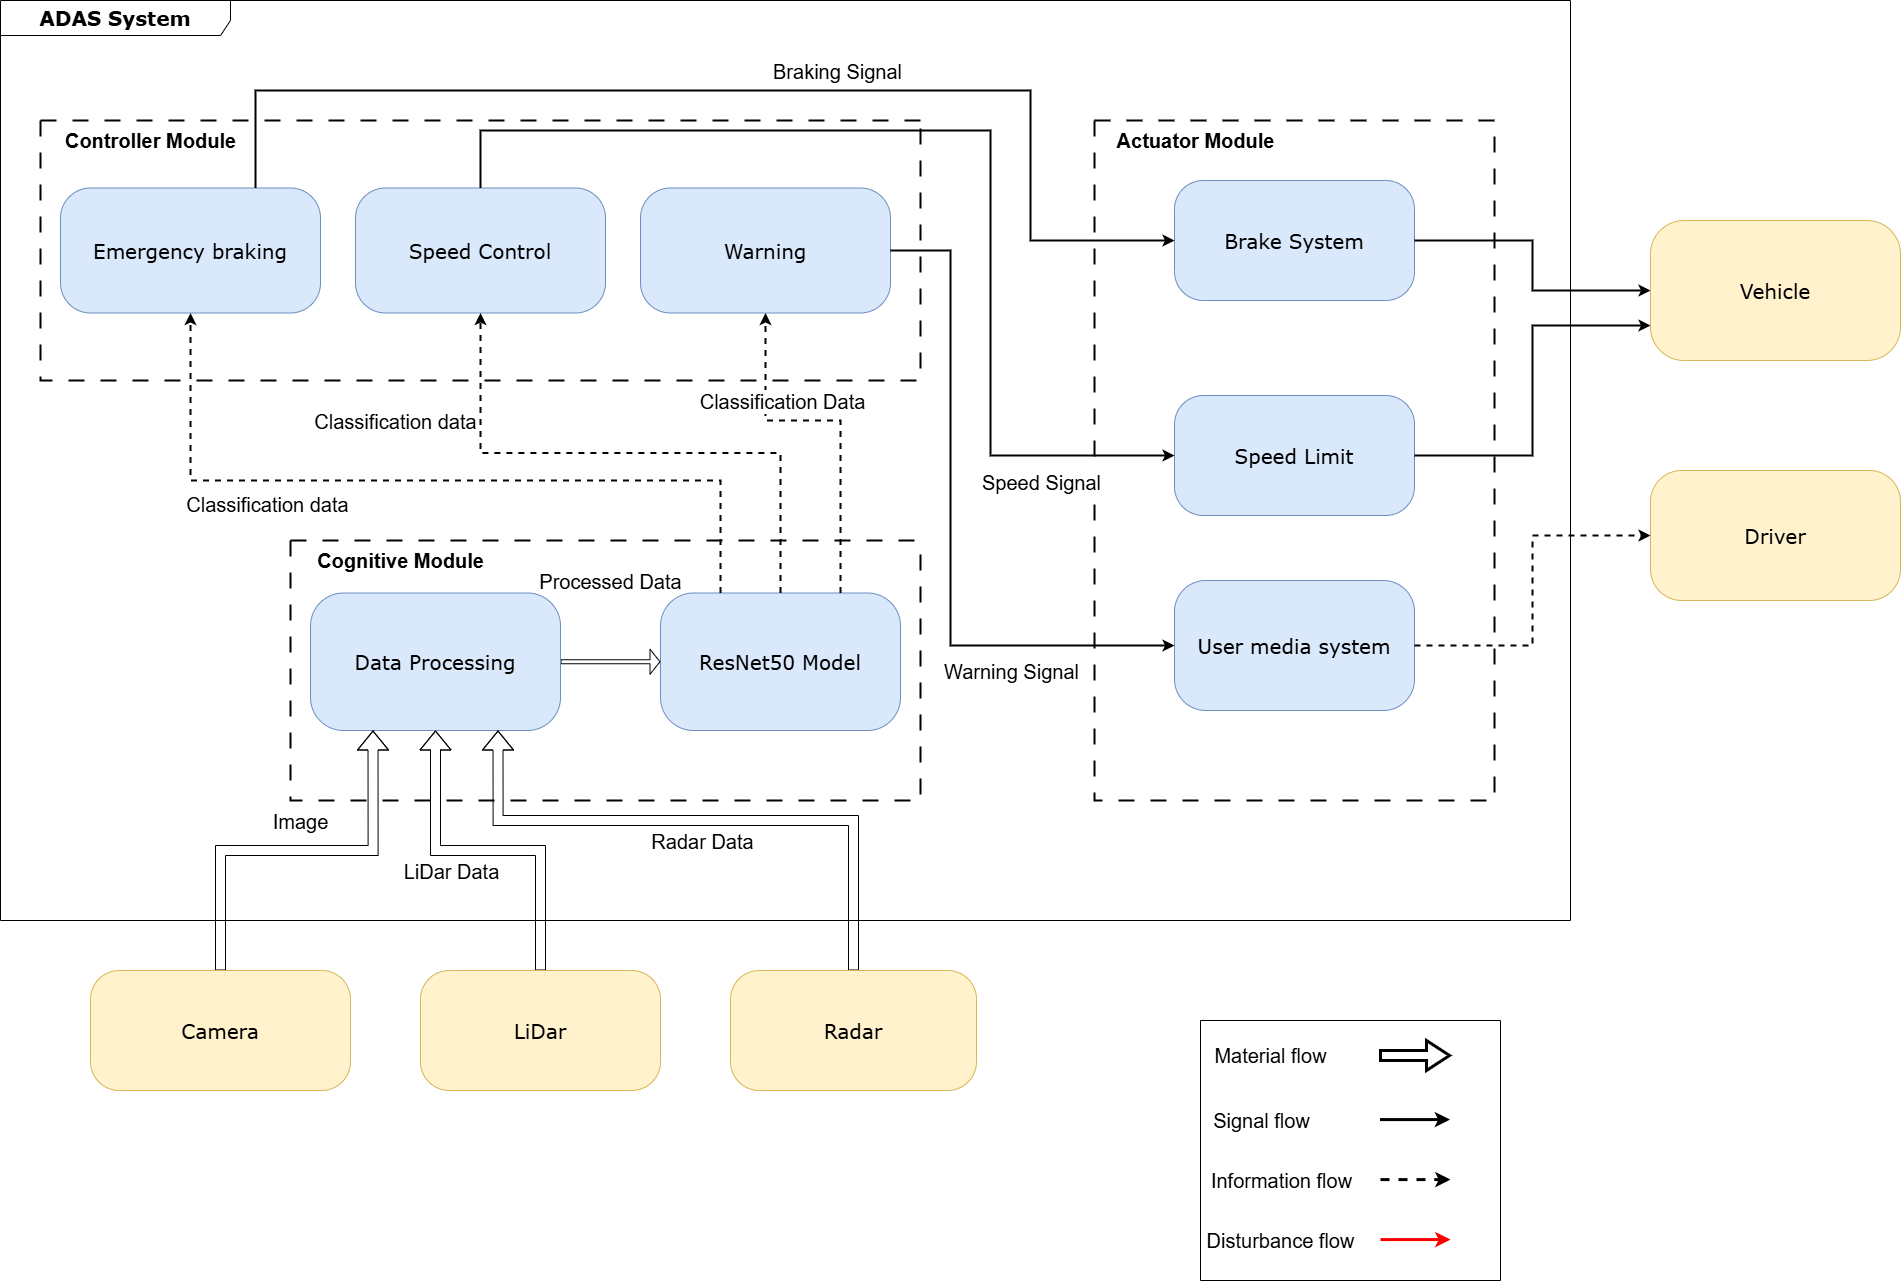 ADAS System
Braking Signal
Controller Module
Actuator Module
Emergency braking
Speed Control
Warning
Brake System
Vehicle
Classification Data
Classification data
Speed Limit
Speed Signal
Classification data
Driver
Cognitive Module
Processed Data
Data Processing
ResNet50 Model
User media system
Warning Signal
Image
Radar Data
LiDar Data
Camera
LiDar
Radar
Material flow
Signal flow
Information flow
Disturbance flow